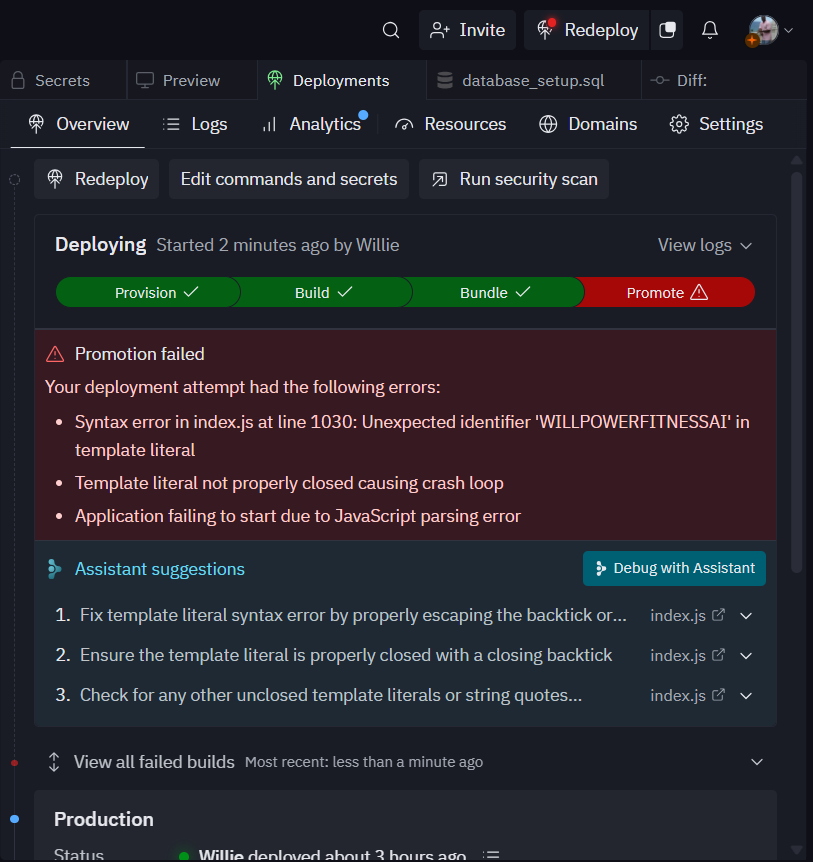 Invite
Redeploy
Secrets
Preview
Deployments
database_setup.sql
Diff:
Overview
Logs
Analytics
Resources
Domains
Settings
Redeploy
Edit commands and secrets
Run security scan
Deploying Started 2 minutes ago by Willie
View logs
Provision
Build
Bundle
Promote
Promotion failed
Your deployment attempt had the following errors:
• Syntax error in index.js at line 1030: Unexpected identifier 'WILLPOWERFITNESSAI' in
template literal
• Template literal not properly closed causing crash loop
• Application failing to start due to JavaScript parsing error
Assistant suggestions
Debug with Assistant
1. Fix template literal syntax error by properly escaping the backtick or... index.js
2. Ensure the template literal is properly closed with a closing backtick index.js
3. Check for any other unclosed template literals or string quotes... index.js
View all failed builds Most recent: less than a minute ago
Production
Status
Willie deployed about 3 hours ago